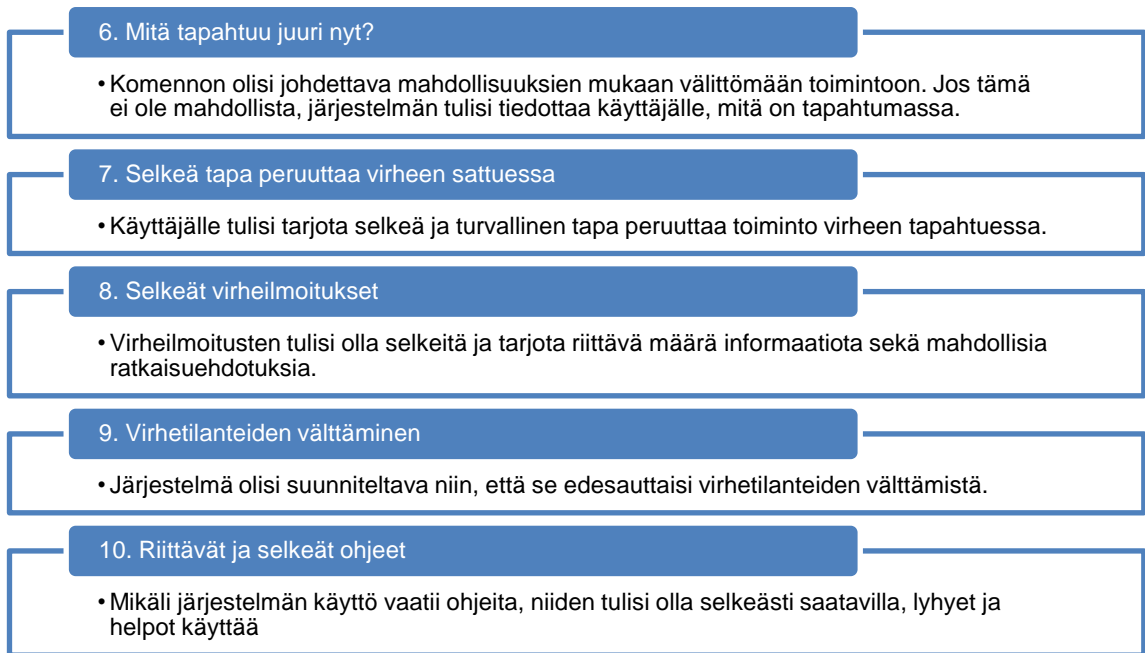 6. Mitä tapahtuu juuri nyt?
• Komennon olisi johdettava mahdollisuuksien mukaan välittömään toimintoon. Jos tämä
ei ole mahdollista, järjestelmän tulisi tiedottaa käyttäjälle, mitä on tapahtumassa.
7. Selkeä tapa peruuttaa virheen sattuessa
• Käyttäjälle tulisi tarjota selkeä ja turvallinen tapa peruuttaa toiminto virheen tapahtuessa.
8. Selkeät virheilmoitukset
• Virheilmoitusten tulisi olla selkeitä ja tarjota riittävä määrä informaatiota sekä mahdollisia
ratkaisuehdotuksia.
9. Virhetilanteiden välttäminen
• Järjestelmä olisi suunniteltava niin, että se edesauttaisi virhetilanteiden välttämistä.
10. Riittävät ja selkeät ohjeet
• Mikäli järjestelmän käyttö vaatii ohjeita, niiden tulisi olla selkeästi saatavilla, lyhyet ja
helpot käyttää